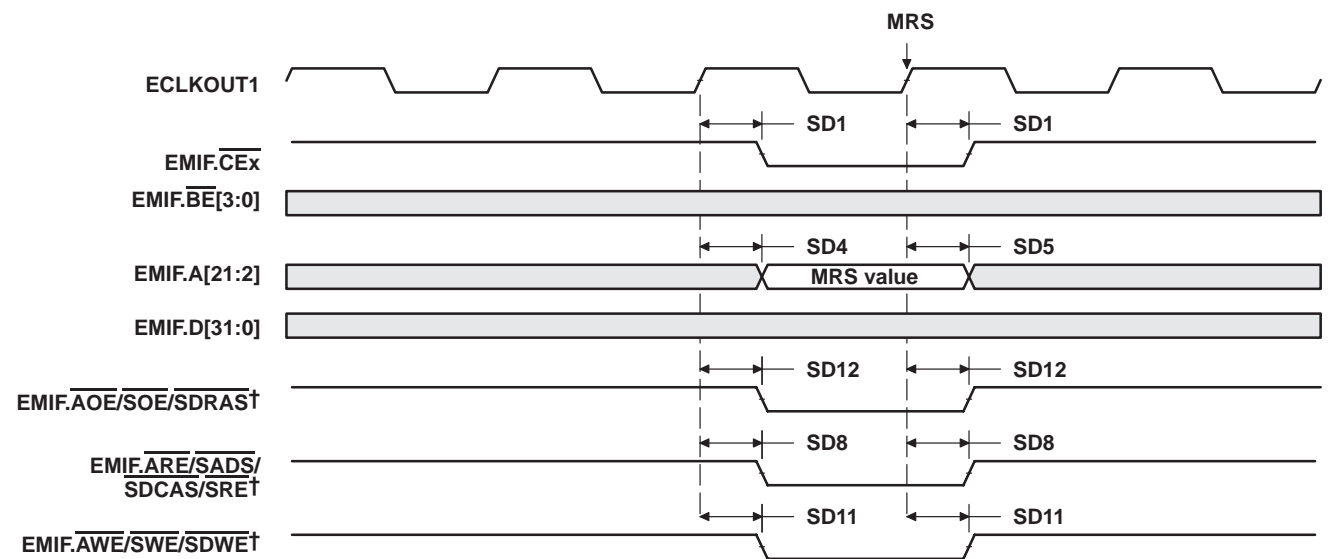 MRS
ECLKOUT1
SD1 SD1
EMIF.CEx
EMIF.BE[3:0]
SD4 SD5
EMIF.A[21:2] MRS value
EMIF.D[31:0]
SD12 SD12
EMIF.AOE/SOE/SDRAS†
SD8 SD8
EMIF.ARE/SADS/
SDCAS/SRE†
SD11 SD11
EMIF.AWE/SWE/SDWE†